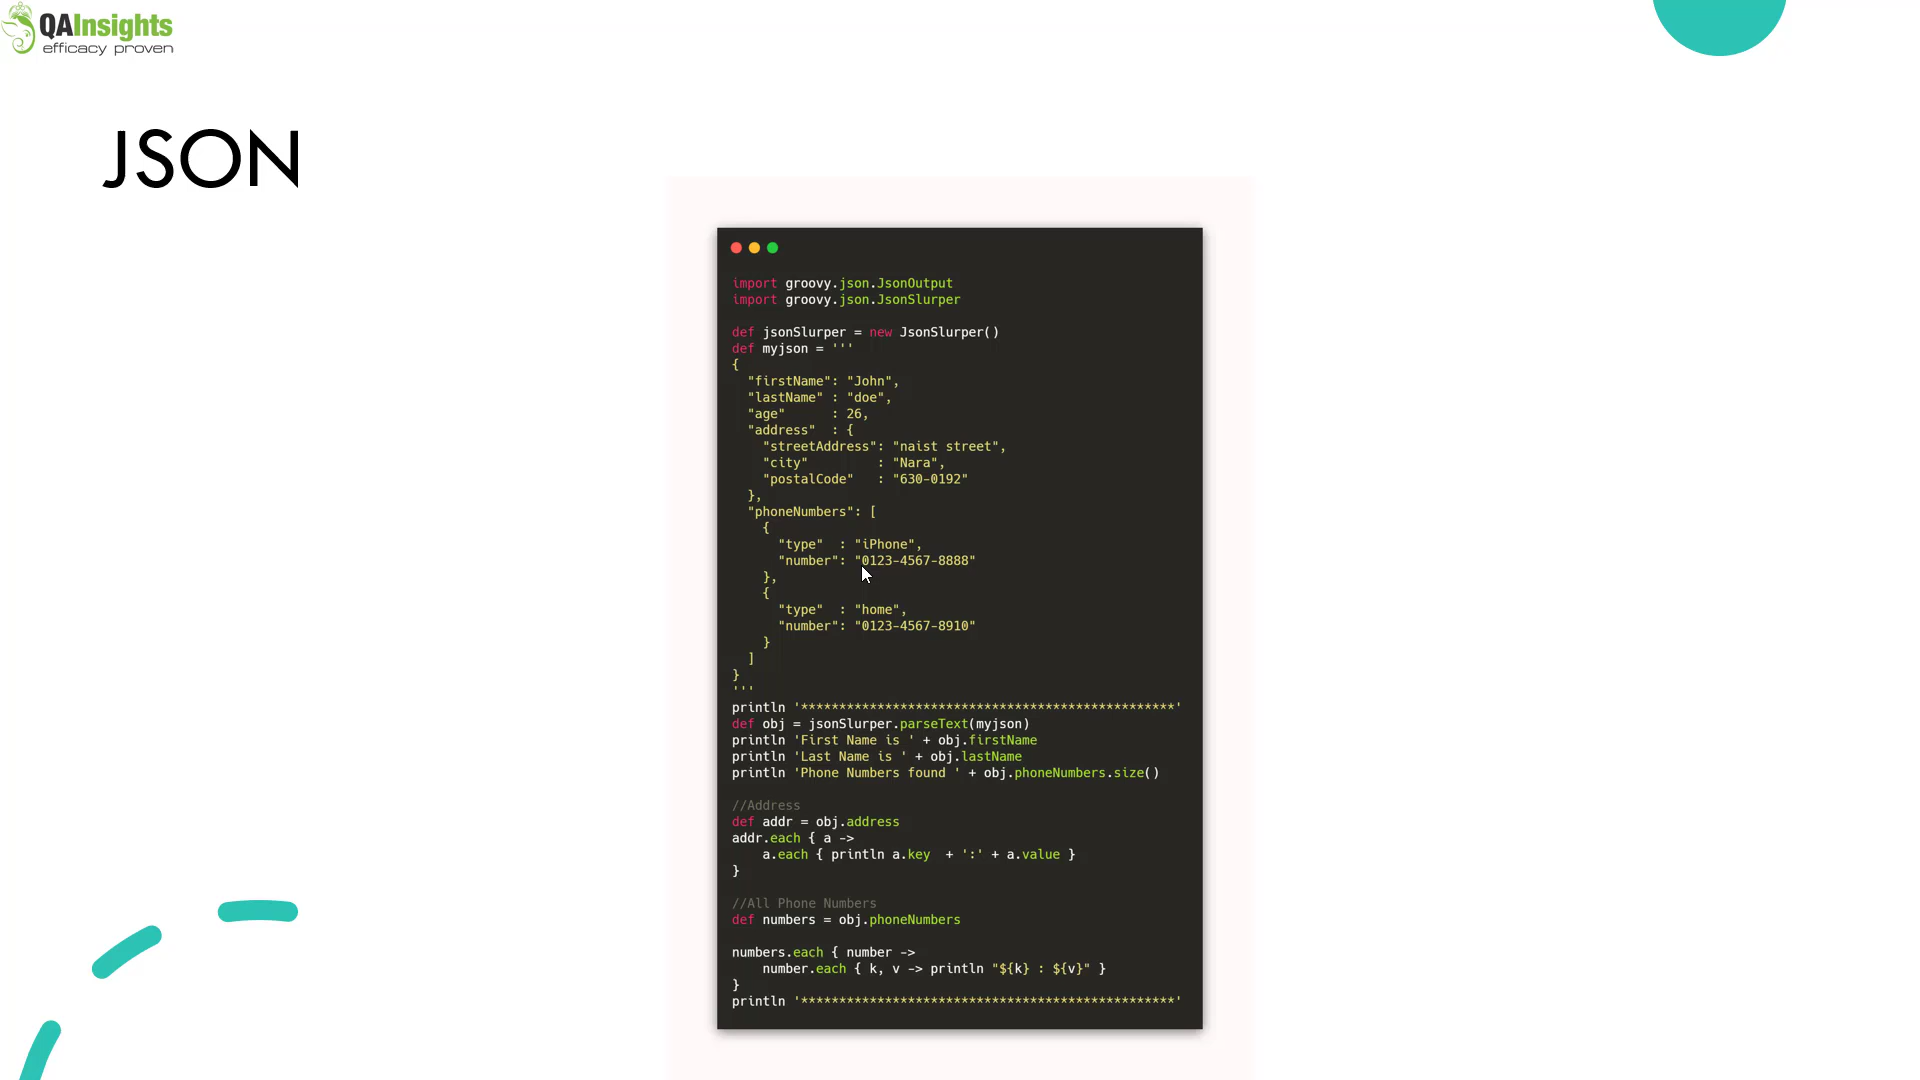 QAInsights
efficacy proven
JSON
import groovy.json.JsonOutput
import groovy.json.JsonSlurper
def jsonSlurper = new JsonSlurper()
def myjson = '''
{
  "firstName": "John",
  "lastName" : "doe",
  "age"      : 26,
  "address"  : {
    "streetAddress": "naist street",
    "city"         : "Nara",
    "postalCode"   : "630-0192"
  },
  "phoneNumbers": [
    {
      "type"  : "iPhone",
      "number": "0123-4567-8888"
    },
    {
      "type"  : "home",
      "number": "0123-4567-8910"
    }
  ]
}
'''
println '*************************************************'
def obj = jsonSlurper.parseText(myjson)
println 'First Name is ' + obj.firstName
println 'Last Name is ' + obj.lastName
println 'Phone Numbers found ' + obj.phoneNumbers.size()
//Address
def addr = obj.address
addr.each { a ->
    a.each { println a.key  + ':' + a.value }
}
//All Phone Numbers
def numbers = obj.phoneNumbers
numbers.each { number ->
    number.each { k, v -> println "${k} : ${v}" }
}
println '*************************************************'